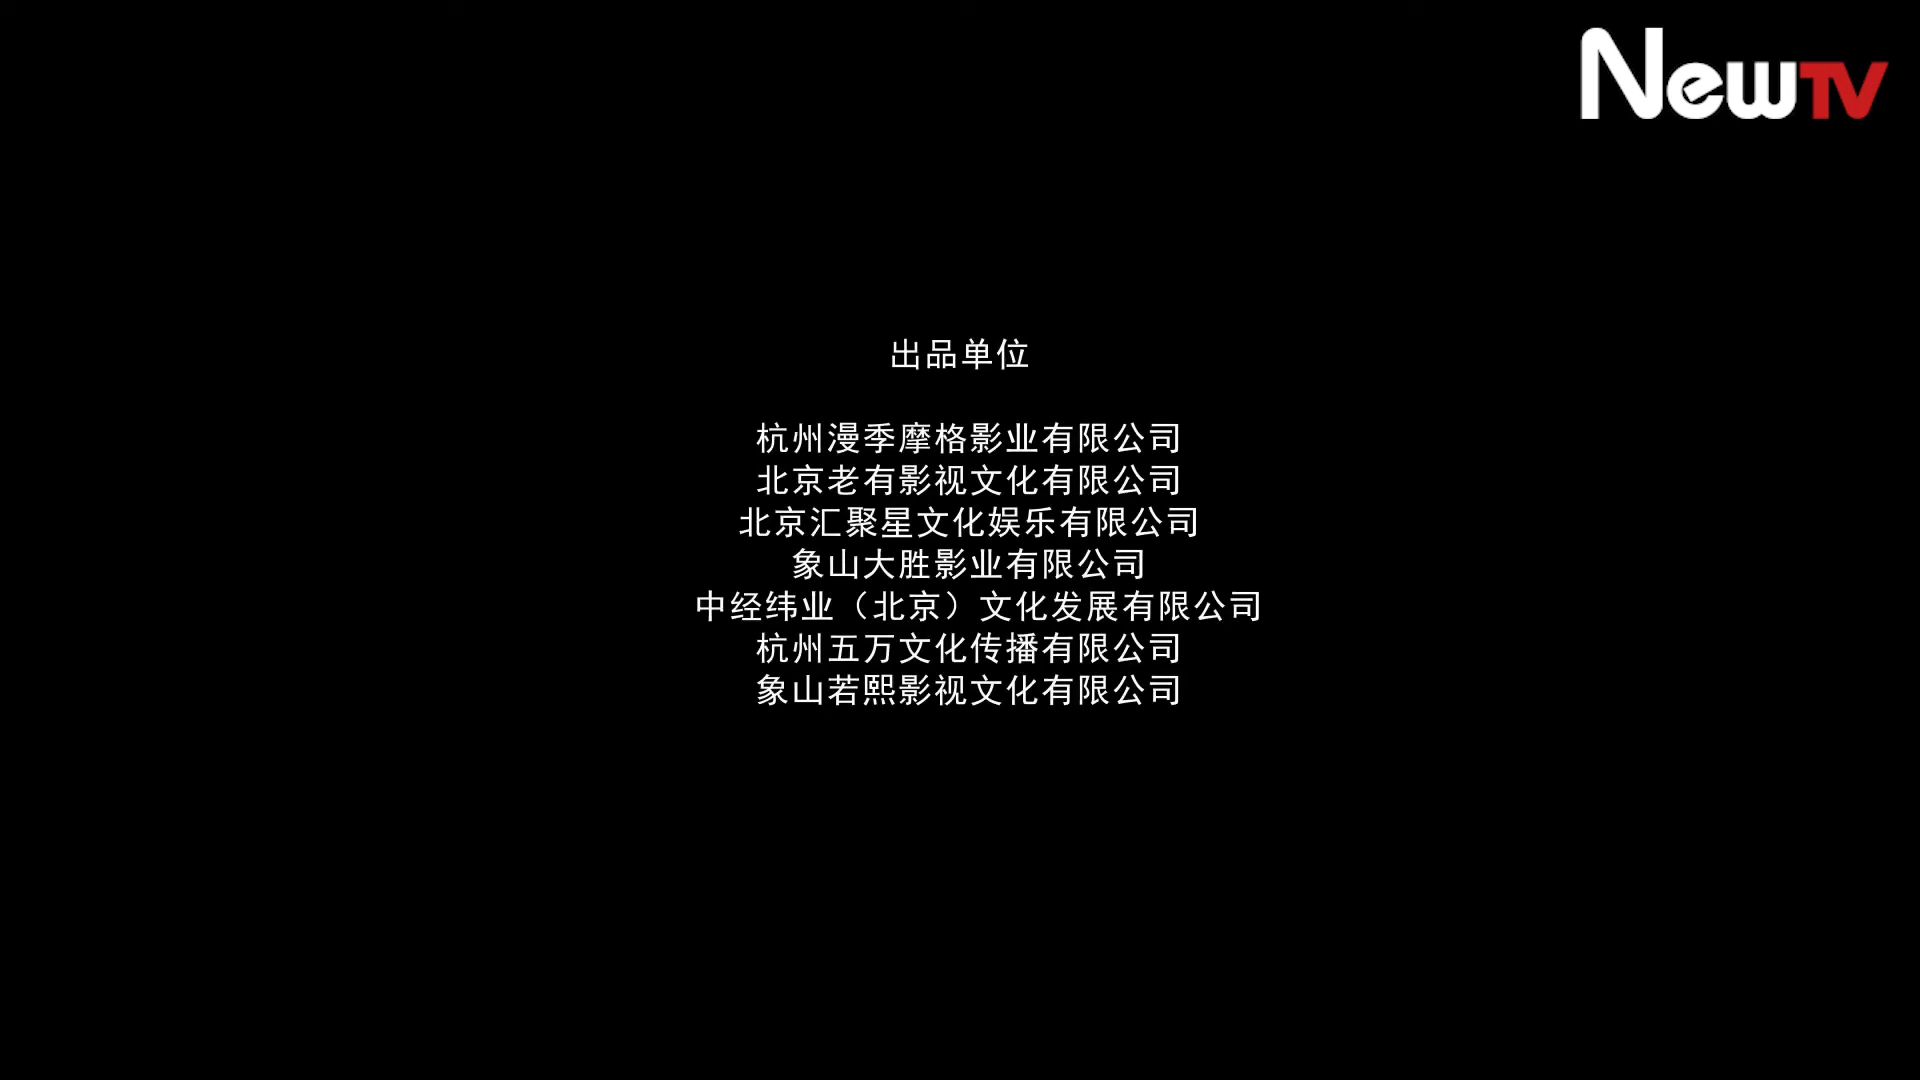 NewTV
出品单位
杭州漫季摩格影业有限公司
北京老有影视文化有限公司
北京汇聚星文化娱乐有限公司
象山大胜影业有限公司
中经纬业（北京）文化发展有限公司
杭州五万文化传播有限公司
象山若熙影视文化有限公司